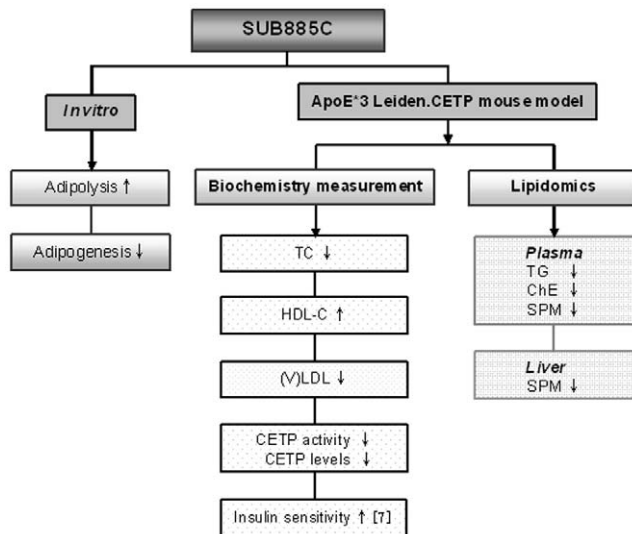 SUB885C
Invitro
ApoE*3 Leiden.CETP mouse model
Adipolysis ↑
Adipogenesis ↓
Biochemistry measurement
TC ↓
HDL-C ↑
(V)LDL ↓
CETP activity ↓
CETP levels ↓
Insulin sensitivity ↑ [7]
Lipidomics
Plasma
TG ↓
ChE ↓
SPM ↓
Liver
SPM ↓